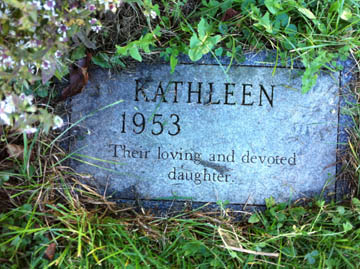 KATHLEEN
1953
Their loving and devoted
daughter.